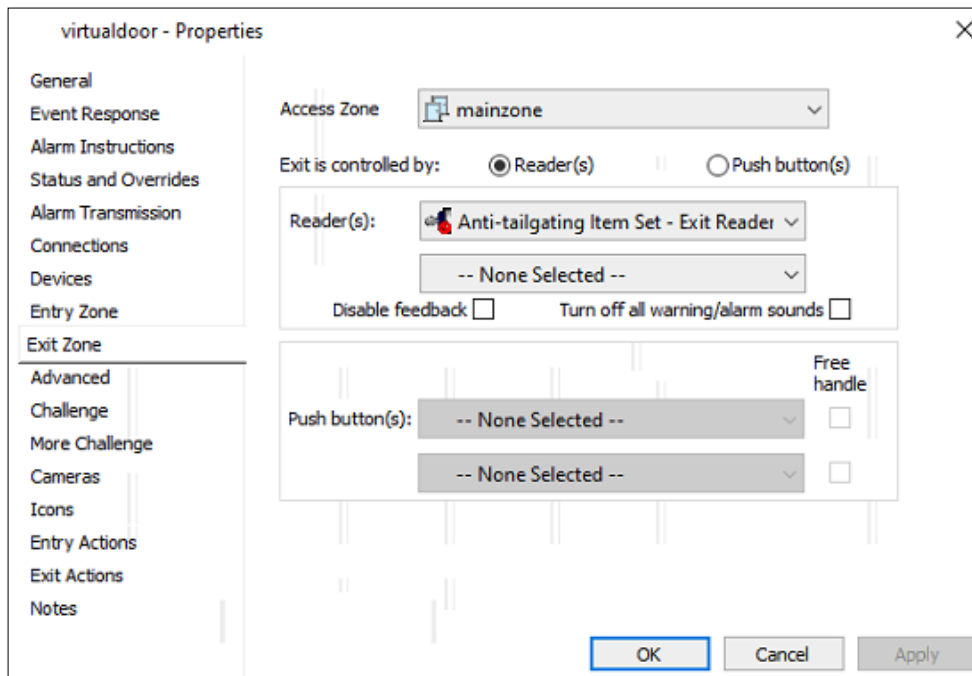 virtualdoor - Properties
General
Event Response
Alarm Instructions
Status and Overrides
Alarm Transmission
Connections
Devices
Entry Zone
Exit Zone
Advanced
Challenge
More Challenge
Cameras
Icons
Entry Actions
Exit Actions
Notes
Access Zone mainzone
Exit is controlled by: Reader(s) Push button(s)
Reader(s): Anti-tailgating Item Set - Exit Reader
-- None Selected --
Disable feedback Turn off all warning/alarm sounds
Free
handle
Push button(s): -- None Selected --
-- None Selected --
OK Cancel Apply